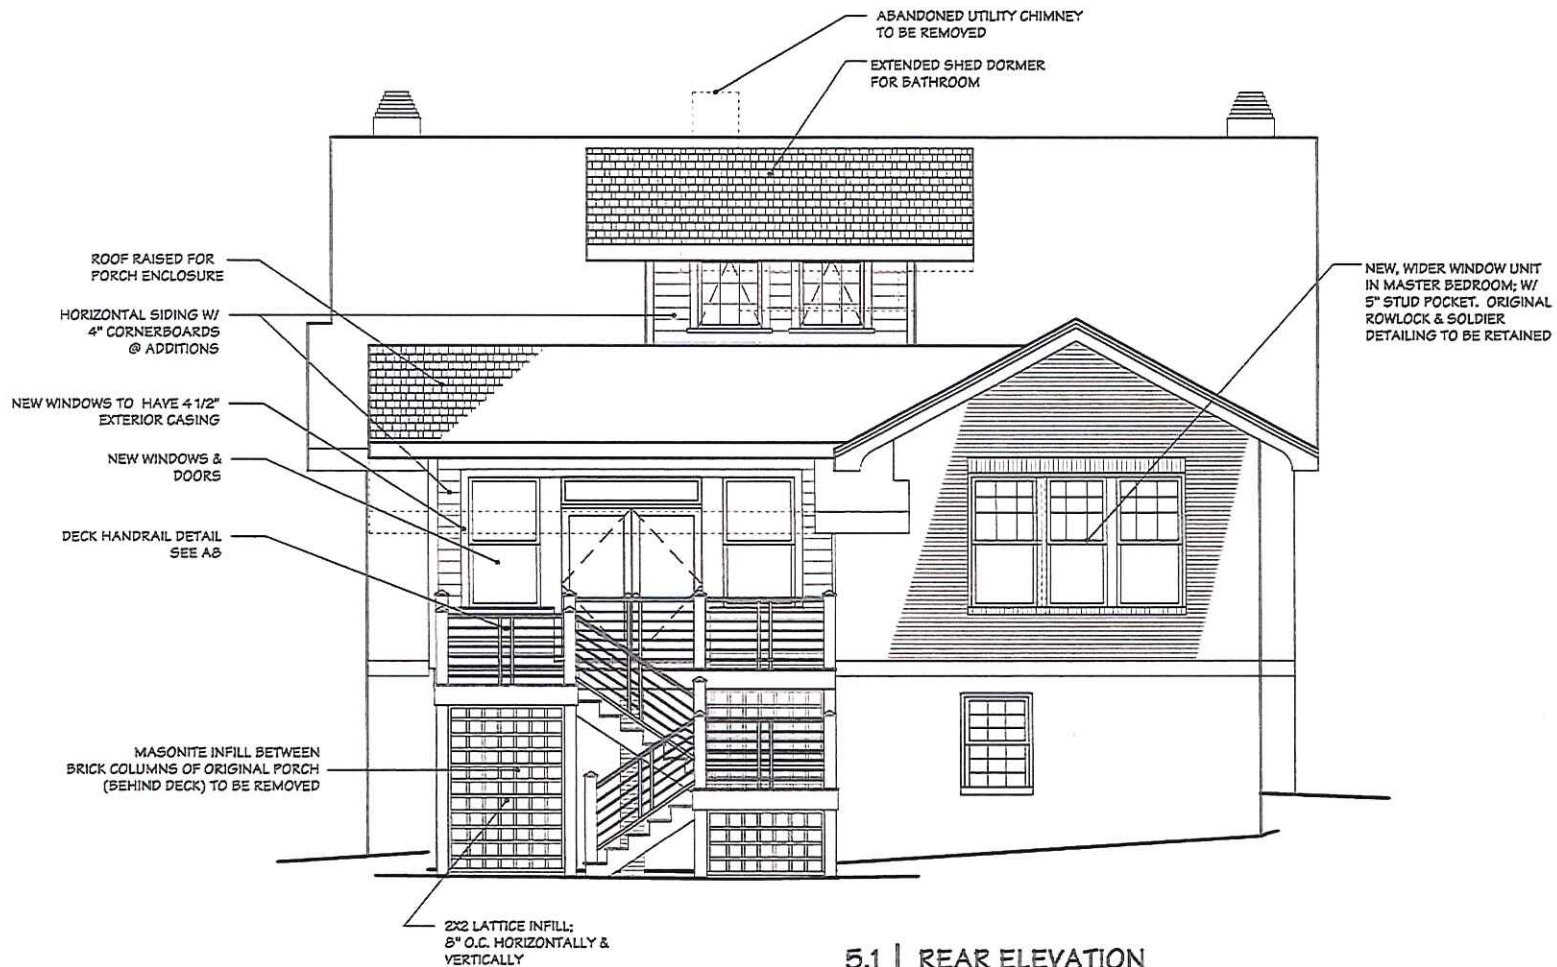 ABANDONED UTILITY CHIMNEY
TO BE REMOVED
EXTENDED SHED DORMER
FOR BATHROOM
ROOF RAISED FOR
PORCH ENCLOSURE
HORIZONTAL SIDING W/
4" CORNERBOARDS
@ ADDITIONS
NEW WINDOWS TO HAVE 4 1/2"
EXTERIOR CASING
NEW WINDOWS &
DOORS
DECK HANDRAIL DETAIL
SEE A8
MASONITE INFILL BETWEEN
BRICK COLUMNS OF ORIGINAL PORCH
(BEHIND DECK) TO BE REMOVED
2X2 LATTICE INFILL;
8" O.C. HORIZONTALLY &
VERTICALLY
NEW, WIDER WINDOW UNIT
IN MASTER BEDROOM; W/
5" STUD POCKET. ORIGINAL
ROWLOCK & SOLDIER
DETAILING TO BE RETAINED
5.1 | REAR ELEVATION